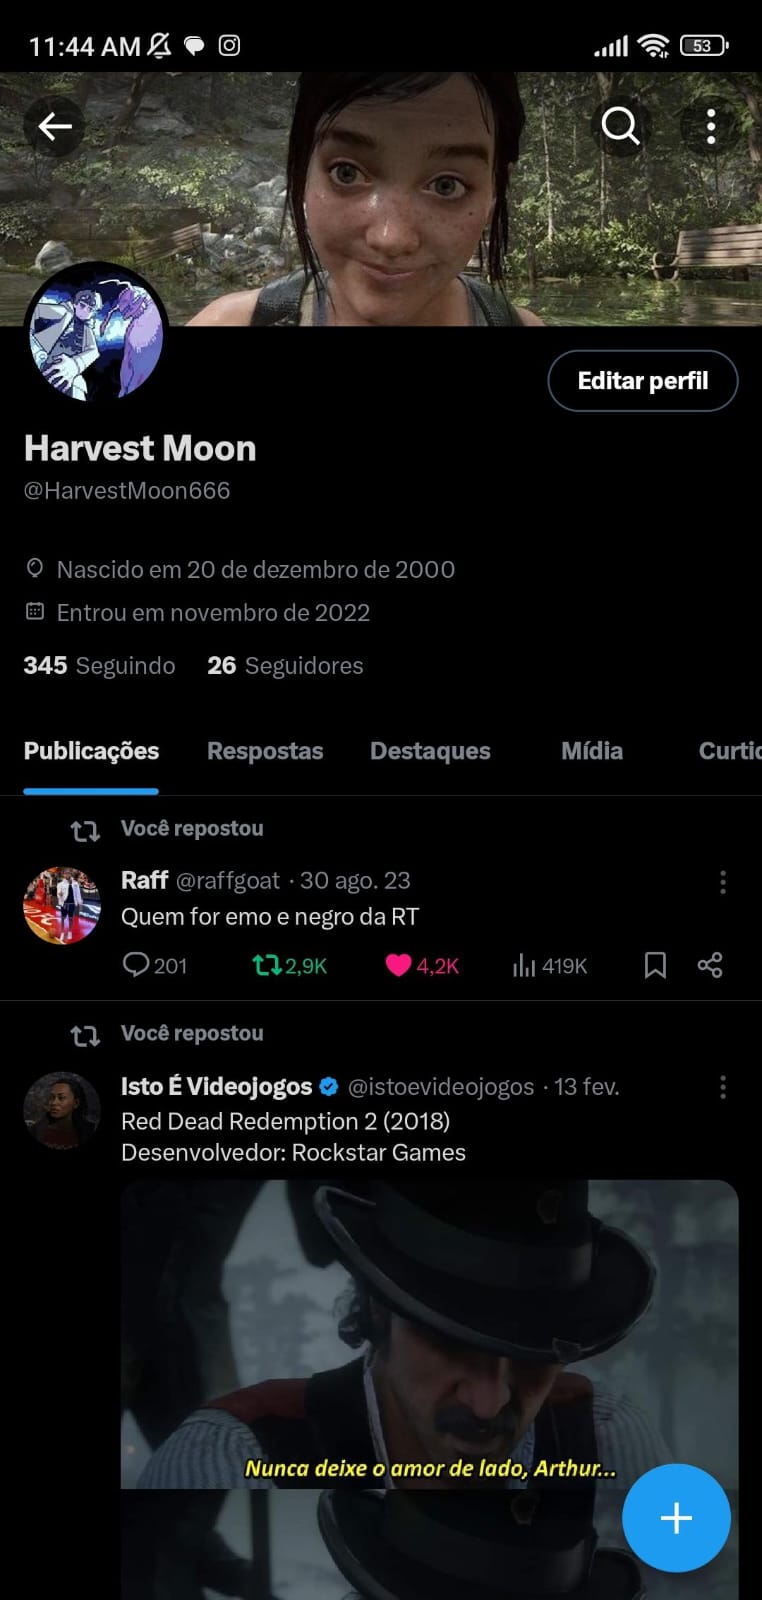 11:44 AM
53
Editar perfil
Harvest Moon
@HarvestMoon666
Nascido em 20 de dezembro de 2000
Entrou em novembro de 2022
345 Seguindo 26 Seguidores
Publicações Respostas Destaques Mídia Curtic
Você repostou
Raff @raffgoat · 30 ago. 23
Quem for emo e negro da RT
201 2,9K 4,2K 419K
Você repostou
Isto É Videojogos @istoevideojogos · 13 fev.
Red Dead Redemption 2 (2018)
Desenvolvedor: Rockstar Games
Nunca deixe o amor de lado, Arthur...